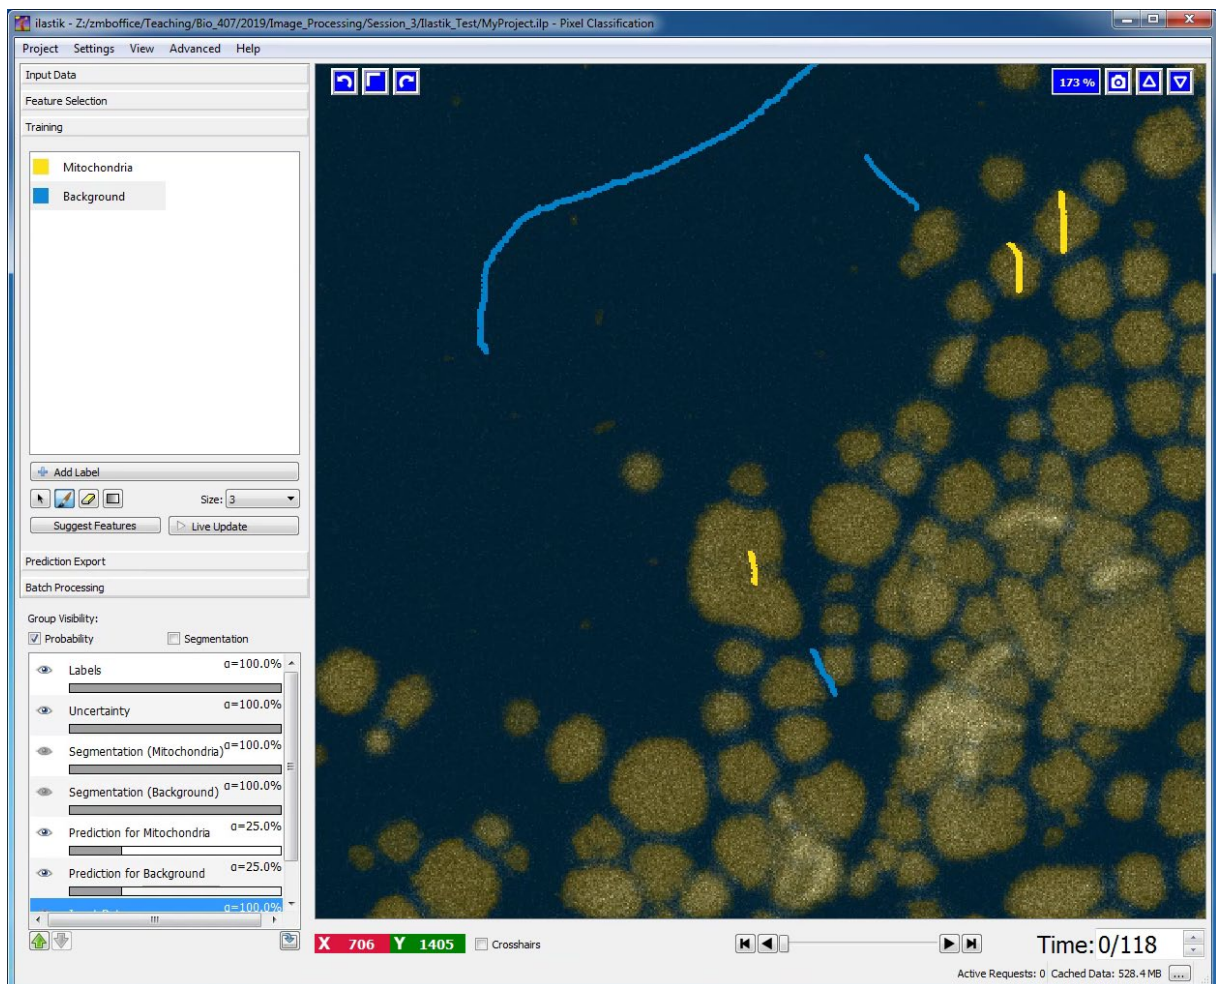 ilastik - Z:/zmboffice/Teaching/Bio_407/2019/Image_Processing/Session_3/Ilastik_Test/MyProject.ilp - Pixel Classification
Project Settings View Advanced Help
Input Data
Feature Selection
Training
173 %
Mitochondria
Background
Add Label
Size: 3
Suggest Features Live Update
Prediction Export
Batch Processing
Group Visibility:
Probability Segmentation
Labels α=100.0%
Uncertainty α=100.0%
Segmentation (Mitochondria) α=100.0%
Segmentation (Background) α=100.0%
Prediction for Mitochondria α=25.0%
Prediction for Background α=25.0%
α=100.0%
X 706 Y 1405 Crosshairs Time: 0/118
Active Requests: 0 Cached Data: 528.4 MB ...